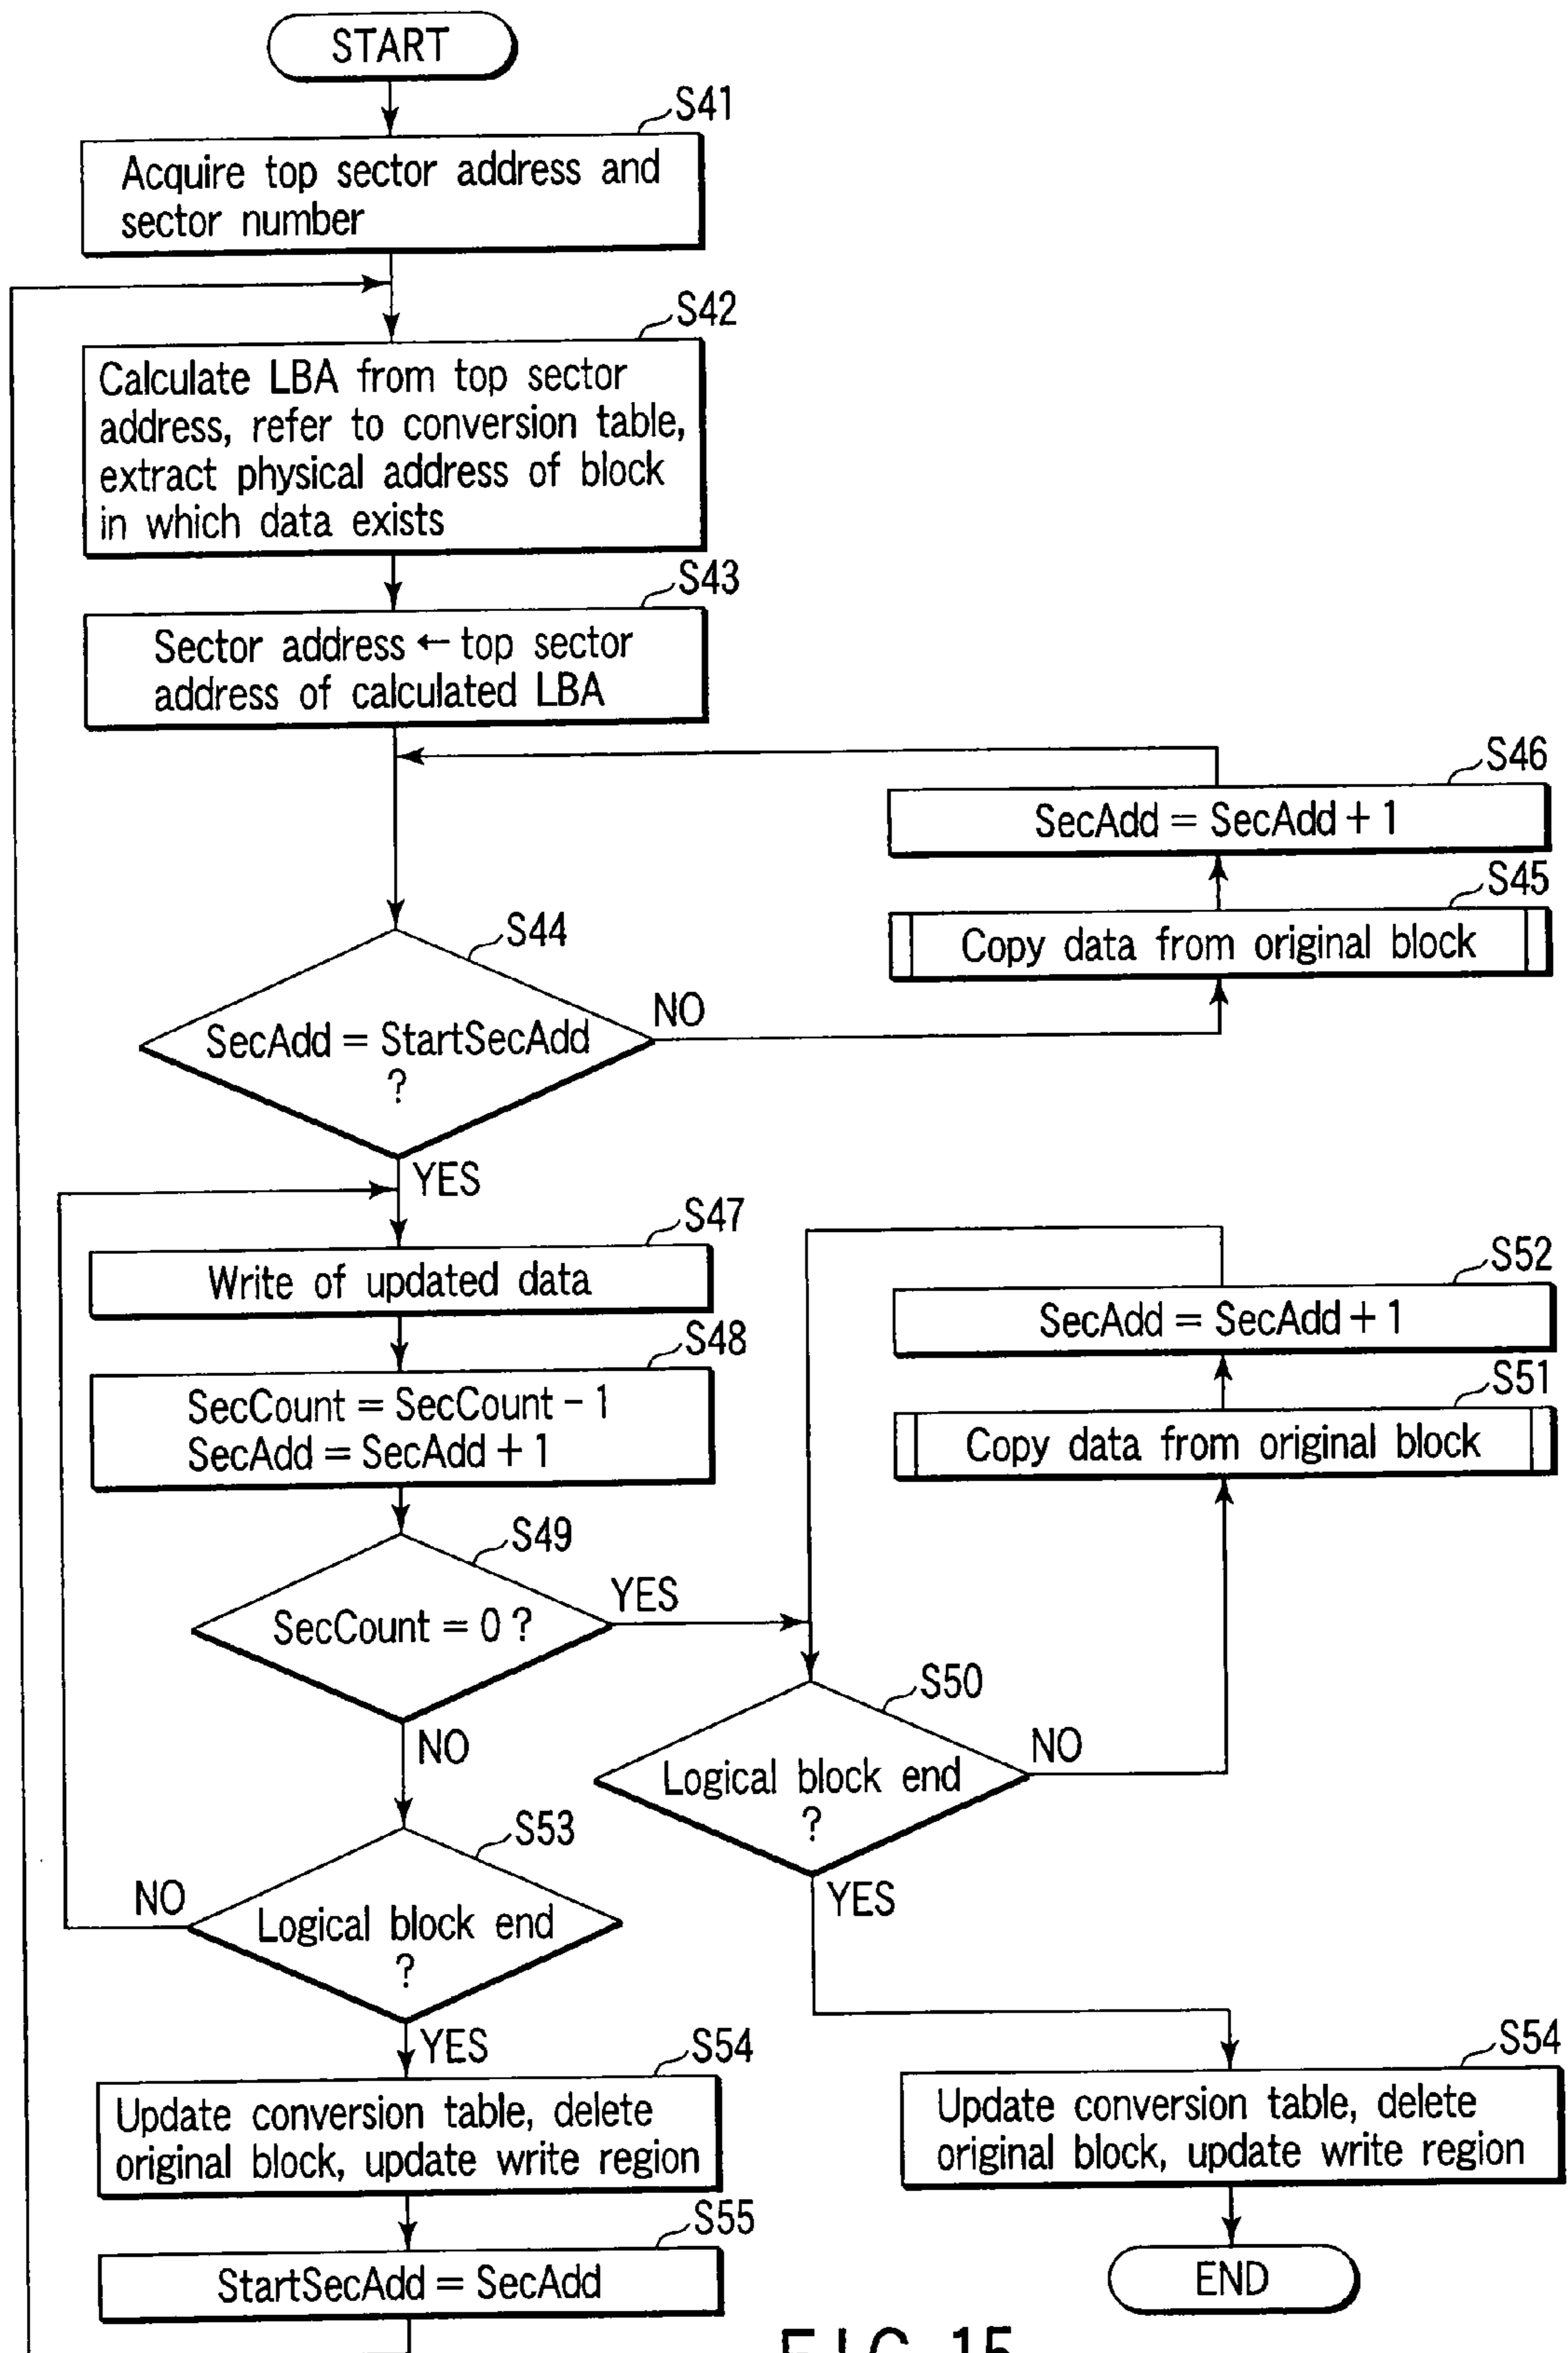 START
S41
Acquire top sector address and
sector number
S42
Calculate LBA from top sector
address, refer to conversion table,
extract physical address of block
in which data exists
S43
Sector address ← top sector
address of calculated LBA
S46
SecAdd = SecAdd + 1
S45
Copy data from original block
S44
SecAdd = StartSecAdd
?
NO
YES
S47
Write of updated data
S48
SecCount = SecCount - 1
SecAdd = SecAdd + 1
S49
SecCount = 0 ?
YES
NO
S52
SecAdd = SecAdd + 1
S51
Copy data from original block
S50
Logical block end
?
NO
YES
S53
Logical block end
?
NO
YES
S54
Update conversion table, delete
original block, update write region
S55
StartSecAdd = SecAdd
S54
Update conversion table, delete
original block, update write region
END
FIG. 15